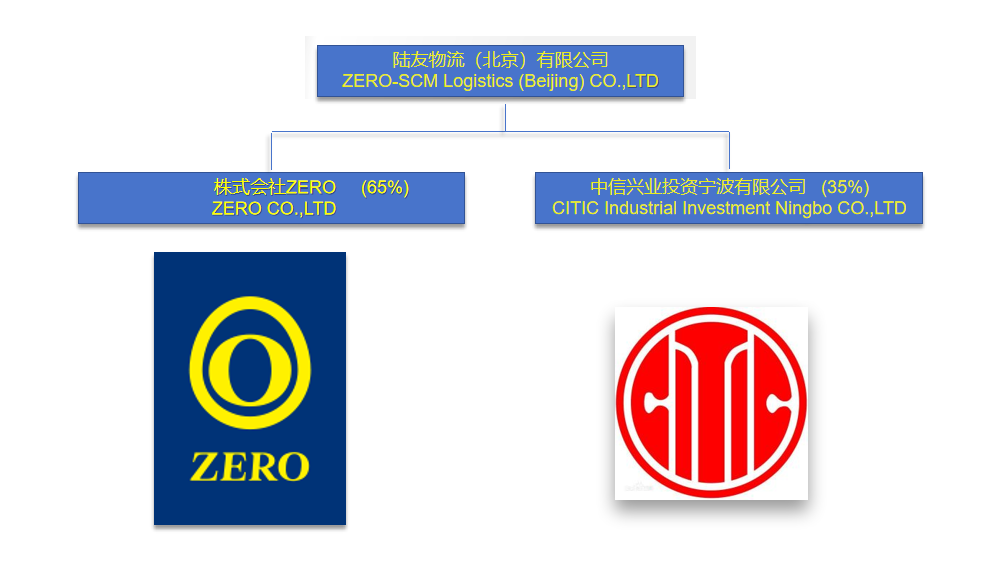 陆友物流（北京）有限公司
ZERO-SCM Logistics (Beijing) CO.,LTD
株式会社ZERO (65%)
ZERO CO.,LTD
中信兴业投资宁波有限公司 (35%)
CITIC Industrial Investment Ningbo CO.,LTD
ZERO